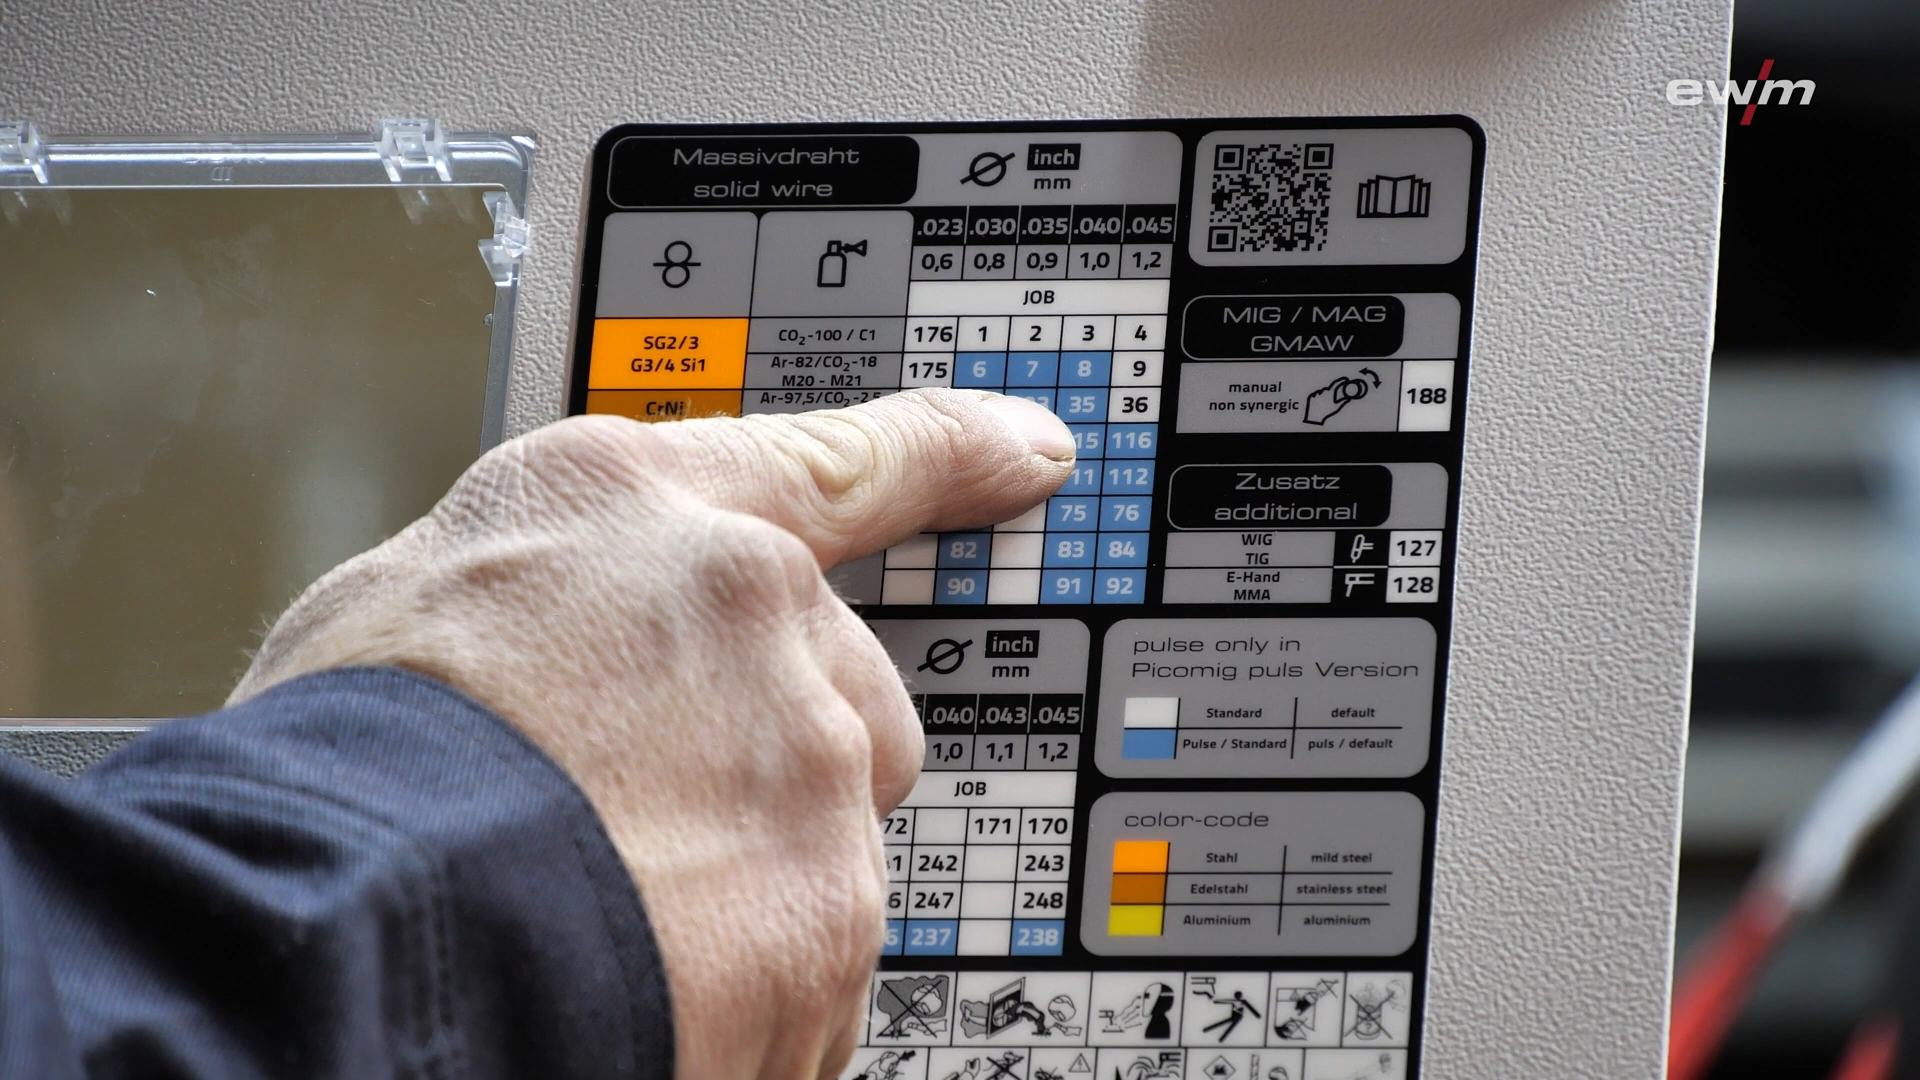 ewm
Massivdraht
solid wire
inch
mm
.023 .030 .035 .040 .045
0,6 0,8 0,9 1,0 1,2
JOB
SG2/3
G3/4 Si1
CO2-100 / C1
176 1 2 3 4
Ar-82/CO2-18
M20 - M21
175 6 7 8 9
CrNi
Ar-97,5/CO2-2,5
35 36
116
112
75 76
82 83 84
90 91 92
MIG / MAG
GMAW
manual
non synergic
188
Zusatz
additional
WIG
TIG
127
E-Hand
MMA
128
inch
mm
.040 .043 .045
1,0 1,1 1,2
JOB
171 170
242 243
247 248
237 238
pulse only in
Picomig puls Version
Standard default
Pulse / Standard puls / default
color-code
Stahl mild steel
Edelstahl stainless steel
Aluminium aluminium